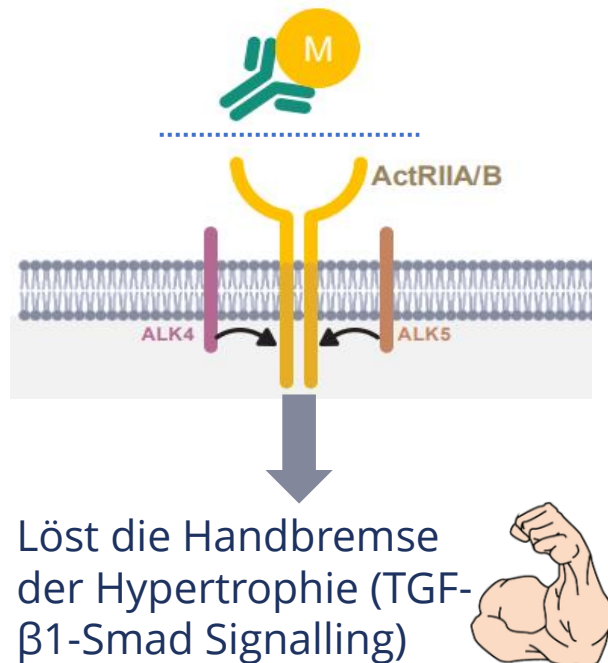 M
ActRIIA/B
ALK4
ALK5
Löst die Handbremse
der Hypertrophie (TGF-
β1-Smad Signalling)